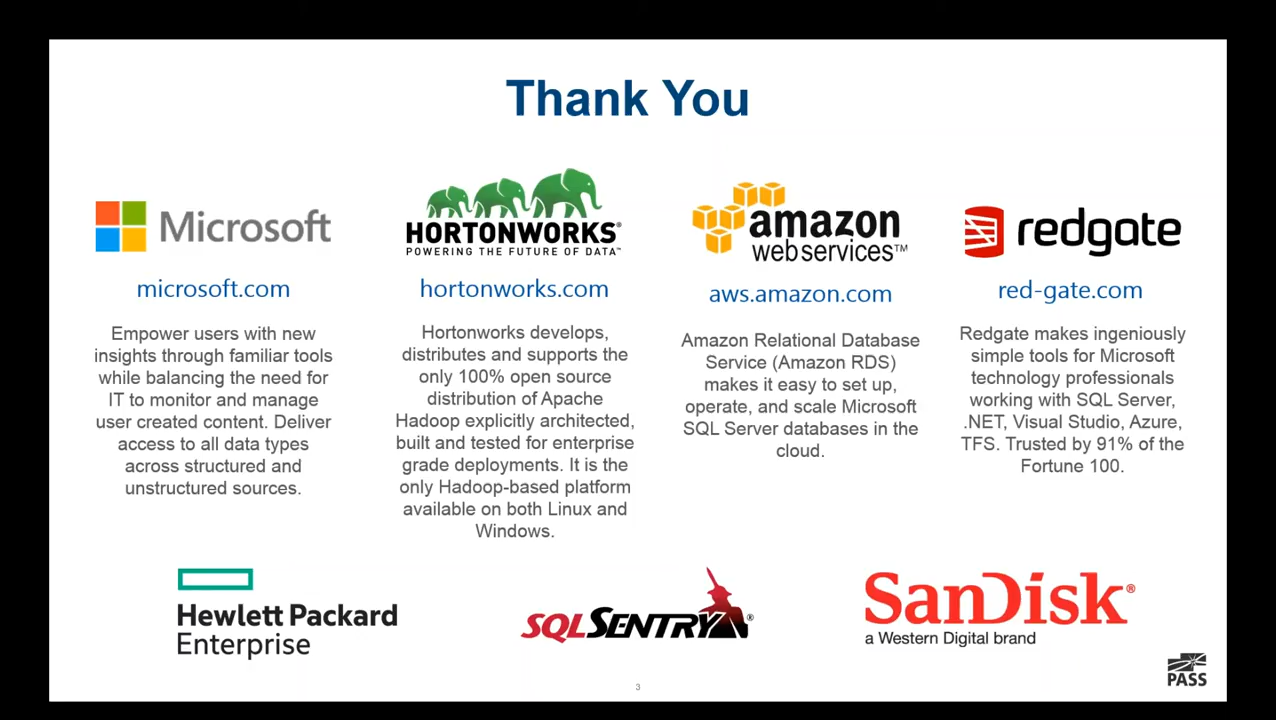 Thank You
Microsoft
microsoft.com
Empower users with new
insights through familiar tools
while balancing the need for
IT to monitor and manage
user created content. Deliver
access to all data types
across structured and
unstructured sources.
HORTONWORKS®
POWERING THE FUTURE OF DATA™
hortonworks.com
Hortonworks develops,
distributes and supports the
only 100% open source
distribution of Apache
Hadoop explicitly architected,
built and tested for enterprise
grade deployments. It is the
only Hadoop-based platform
available on both Linux and
Windows.
amazon
webservices™
aws.amazon.com
Amazon Relational Database
Service (Amazon RDS)
makes it easy to set up,
operate, and scale Microsoft
SQL Server databases in the
cloud.
redgate
red-gate.com
Redgate makes ingeniously
simple tools for Microsoft
technology professionals
working with SQL Server,
.NET, Visual Studio, Azure,
TFS. Trusted by 91% of the
Fortune 100.
Hewlett Packard
Enterprise
SQLSENTRY®
SanDisk®
a Western Digital brand
PASS
3